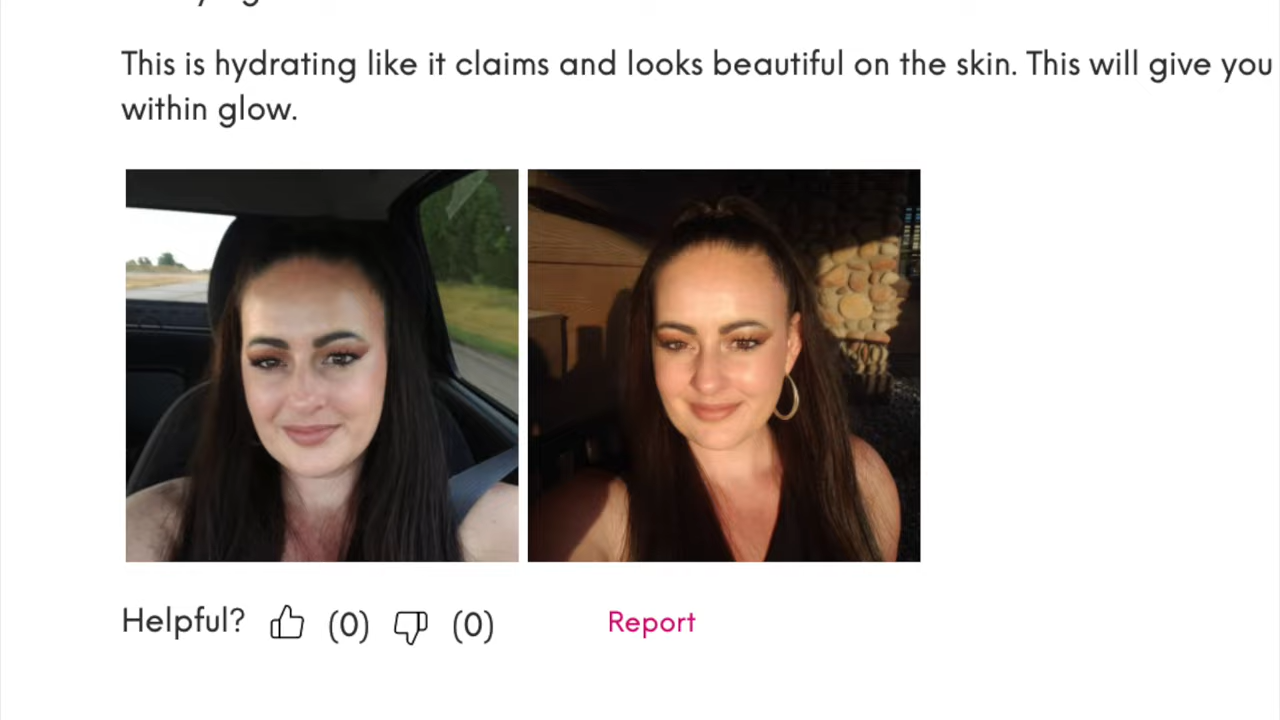 This is hydrating like it claims and looks beautiful on the skin. This will give you
within glow.
Helpful? (0) (0) Report